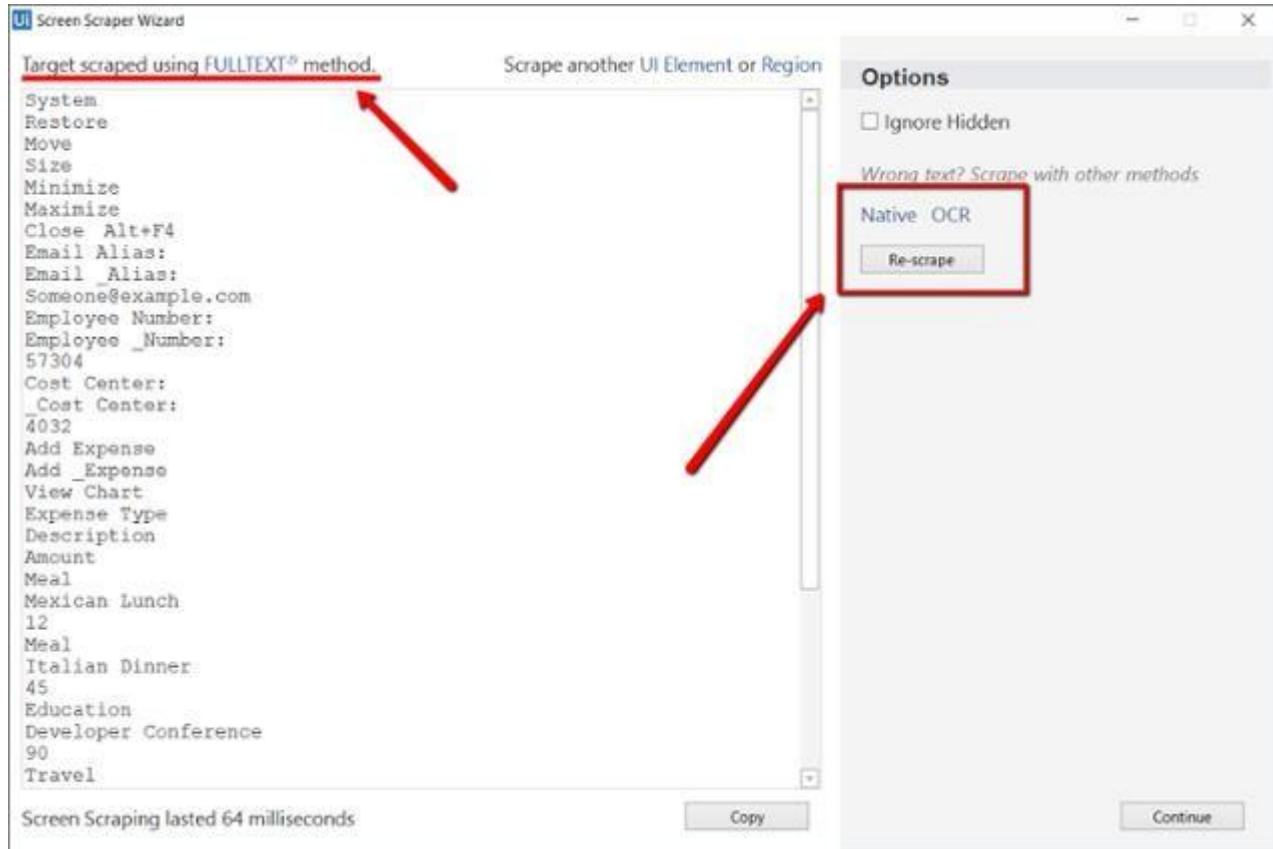 Ui Screen Scraper Wizard
Target scraped using FULLTEXT method. Scrape another UI Element or Region
System
Restore
Move
Size
Minimize
Maximize
Close Alt+F4
Email Alias:
Email _Alias:
Someone@example.com
Employee Number:
Employee _Number:
57304
Cost Center:
_Cost Center:
4032
Add Expense
Add _Expense
View Chart
Expense Type
Description
Amount
Meal
Mexican Lunch
12
Meal
Italian Dinner
45
Education
Developer Conference
90
Travel
Screen Scraping lasted 64 milliseconds
Copy
Options
Ignore Hidden
Wrong text? Scrape with other methods
Native OCR
Re-scrape
Continue